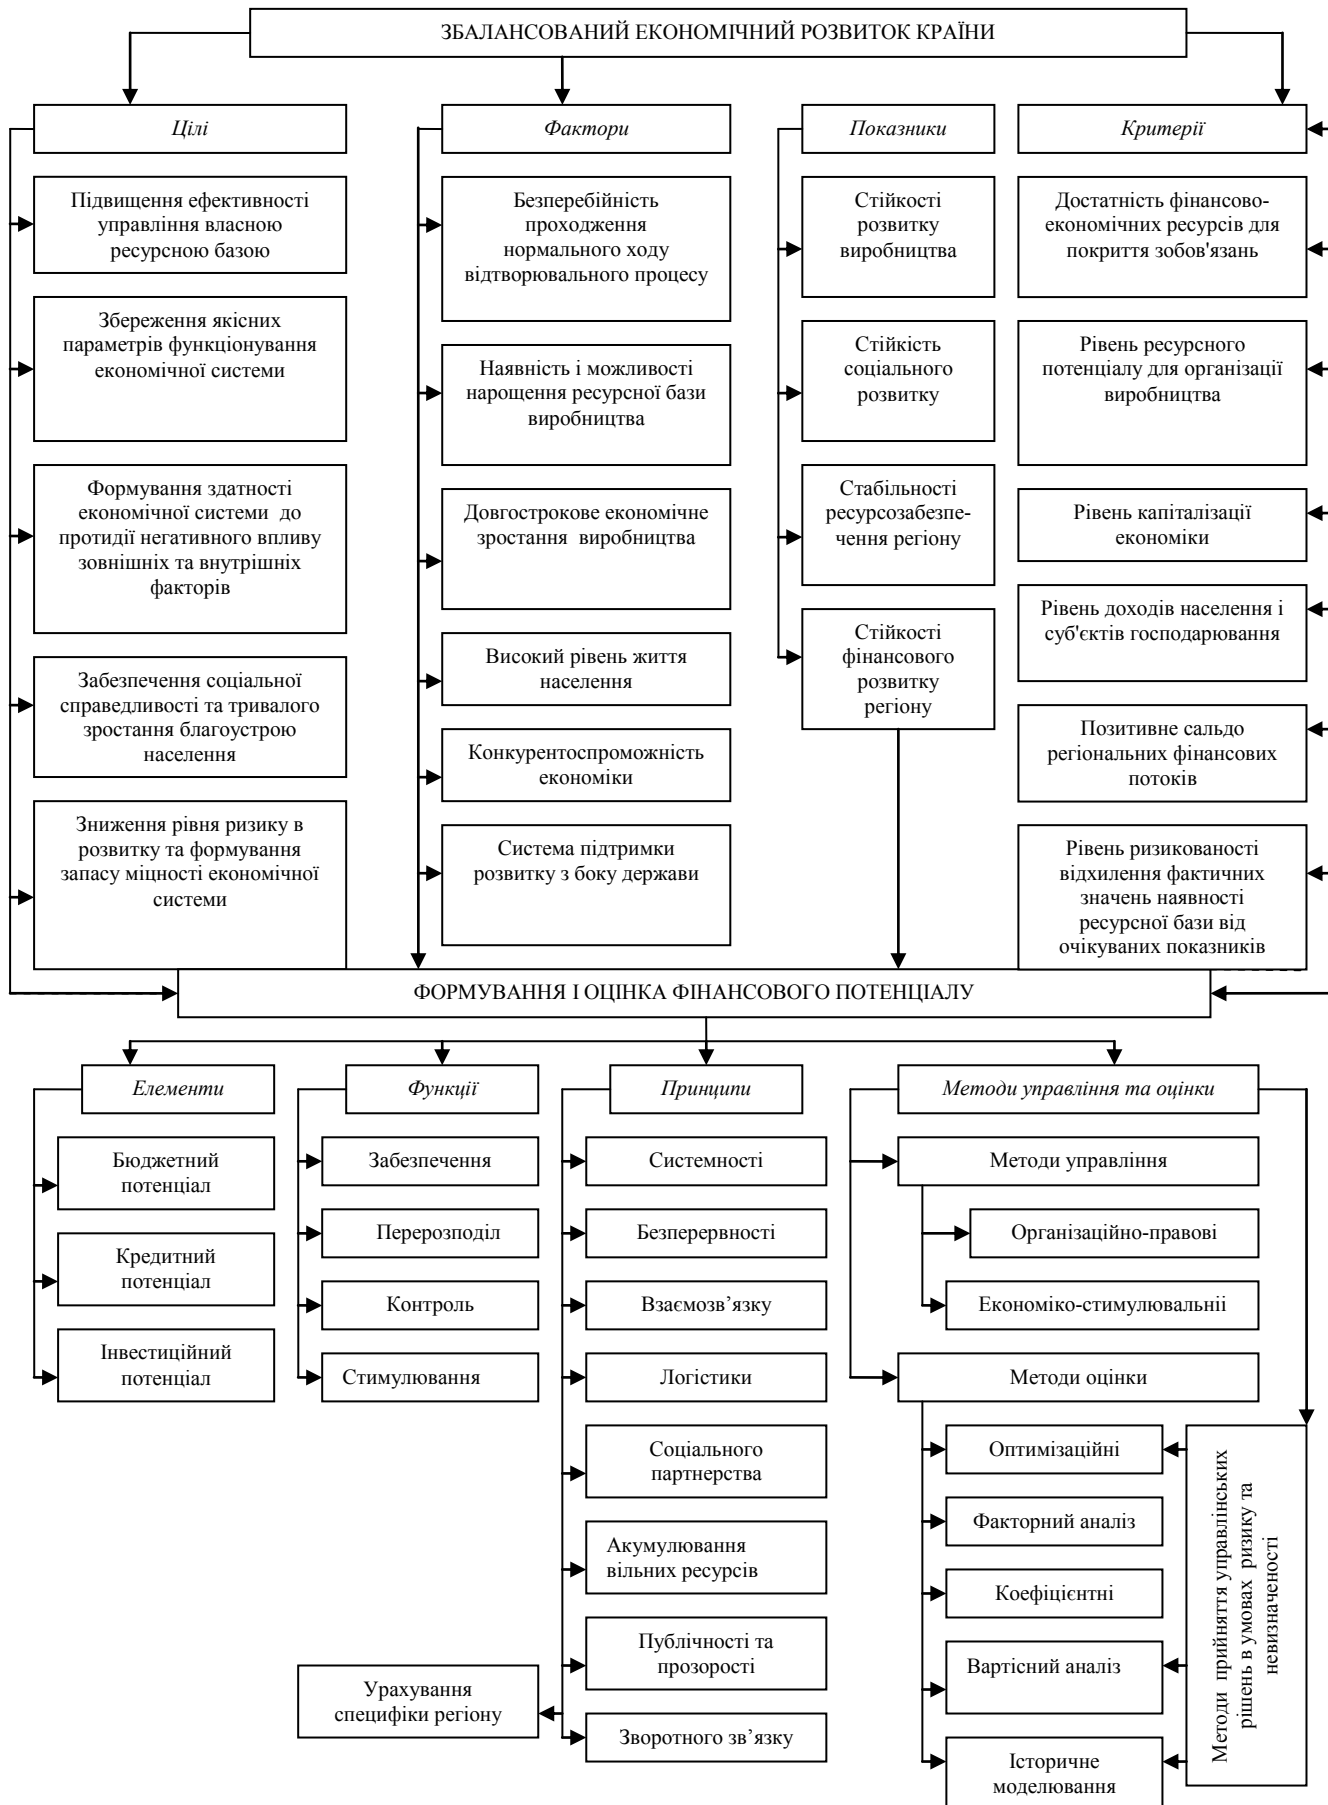 ЗБАЛАНСОВАНИЙ ЕКОНОМІЧНИЙ РОЗВИТОК КРАЇНИ
Цілі
Підвищення ефективності
управління власною
ресурсною базою
Збереження якісних
параметрів функціонування
економічної системи
Формування здатності
економічної системи до
протидії негативного впливу
зовнішніх та внутрішніх
факторів
Забезпечення соціальної
справедливості та тривалого
зростання благоустрою
населення
Зниження рівня ризику в
розвитку та формування
запасу міцності економічної
системи
Фактори
Безперебійність
проходження
нормального ходу
відтворювального процесу
Наявність і можливості
нарощення ресурсної бази
виробництва
Довгострокове економічне
зростання виробництва
Високий рівень життя
населення
Конкурентоспроможність
економіки
Система підтримки
розвитку з боку держави
Показники
Стійкості
розвитку
виробництва
Стійкість
соціального
розвитку
Стабільності
ресурсозабезпе-
чення регіону
Стійкості
фінансового
розвитку
регіону
Критерії
Достатність фінансово-
економічних ресурсів для
покриття зобов'язань
Рівень ресурсного
потенціалу для організації
виробництва
Рівень капіталізації
економіки
Рівень доходів населення і
суб'єктів господарювання
Позитивне сальдо
регіональних фінансових
потоків
Рівень ризикованості
відхилення фактичних
значень наявності
ресурсної бази від
очікуваних показників
ФОРМУВАННЯ І ОЦІНКА ФІНАНСОВОГО ПОТЕНЦІАЛУ
Елементи
Бюджетний
потенціал
Кредитний
потенціал
Інвестиційний
потенціал
Функції
Забезпечення
Перерозподіл
Контроль
Стимулювання
Принципи
Системності
Безперервності
Взаємозв’язку
Логістики
Соціального
партнерства
Акумулювання
вільних ресурсів
Публічності та
прозорості
Урахування
специфіки регіону
Зворотного зв’язку
Методи управління та оцінки
Методи управління
Організаційно-правові
Економіко-стимулювальніі
Методи оцінки
Оптимізаційні
Факторний аналіз
Коефіцієнтні
Вартісний аналіз
Історичне
моделювання
Методи прийняття управлінських
рішень в умовах ризику та
невизначеності